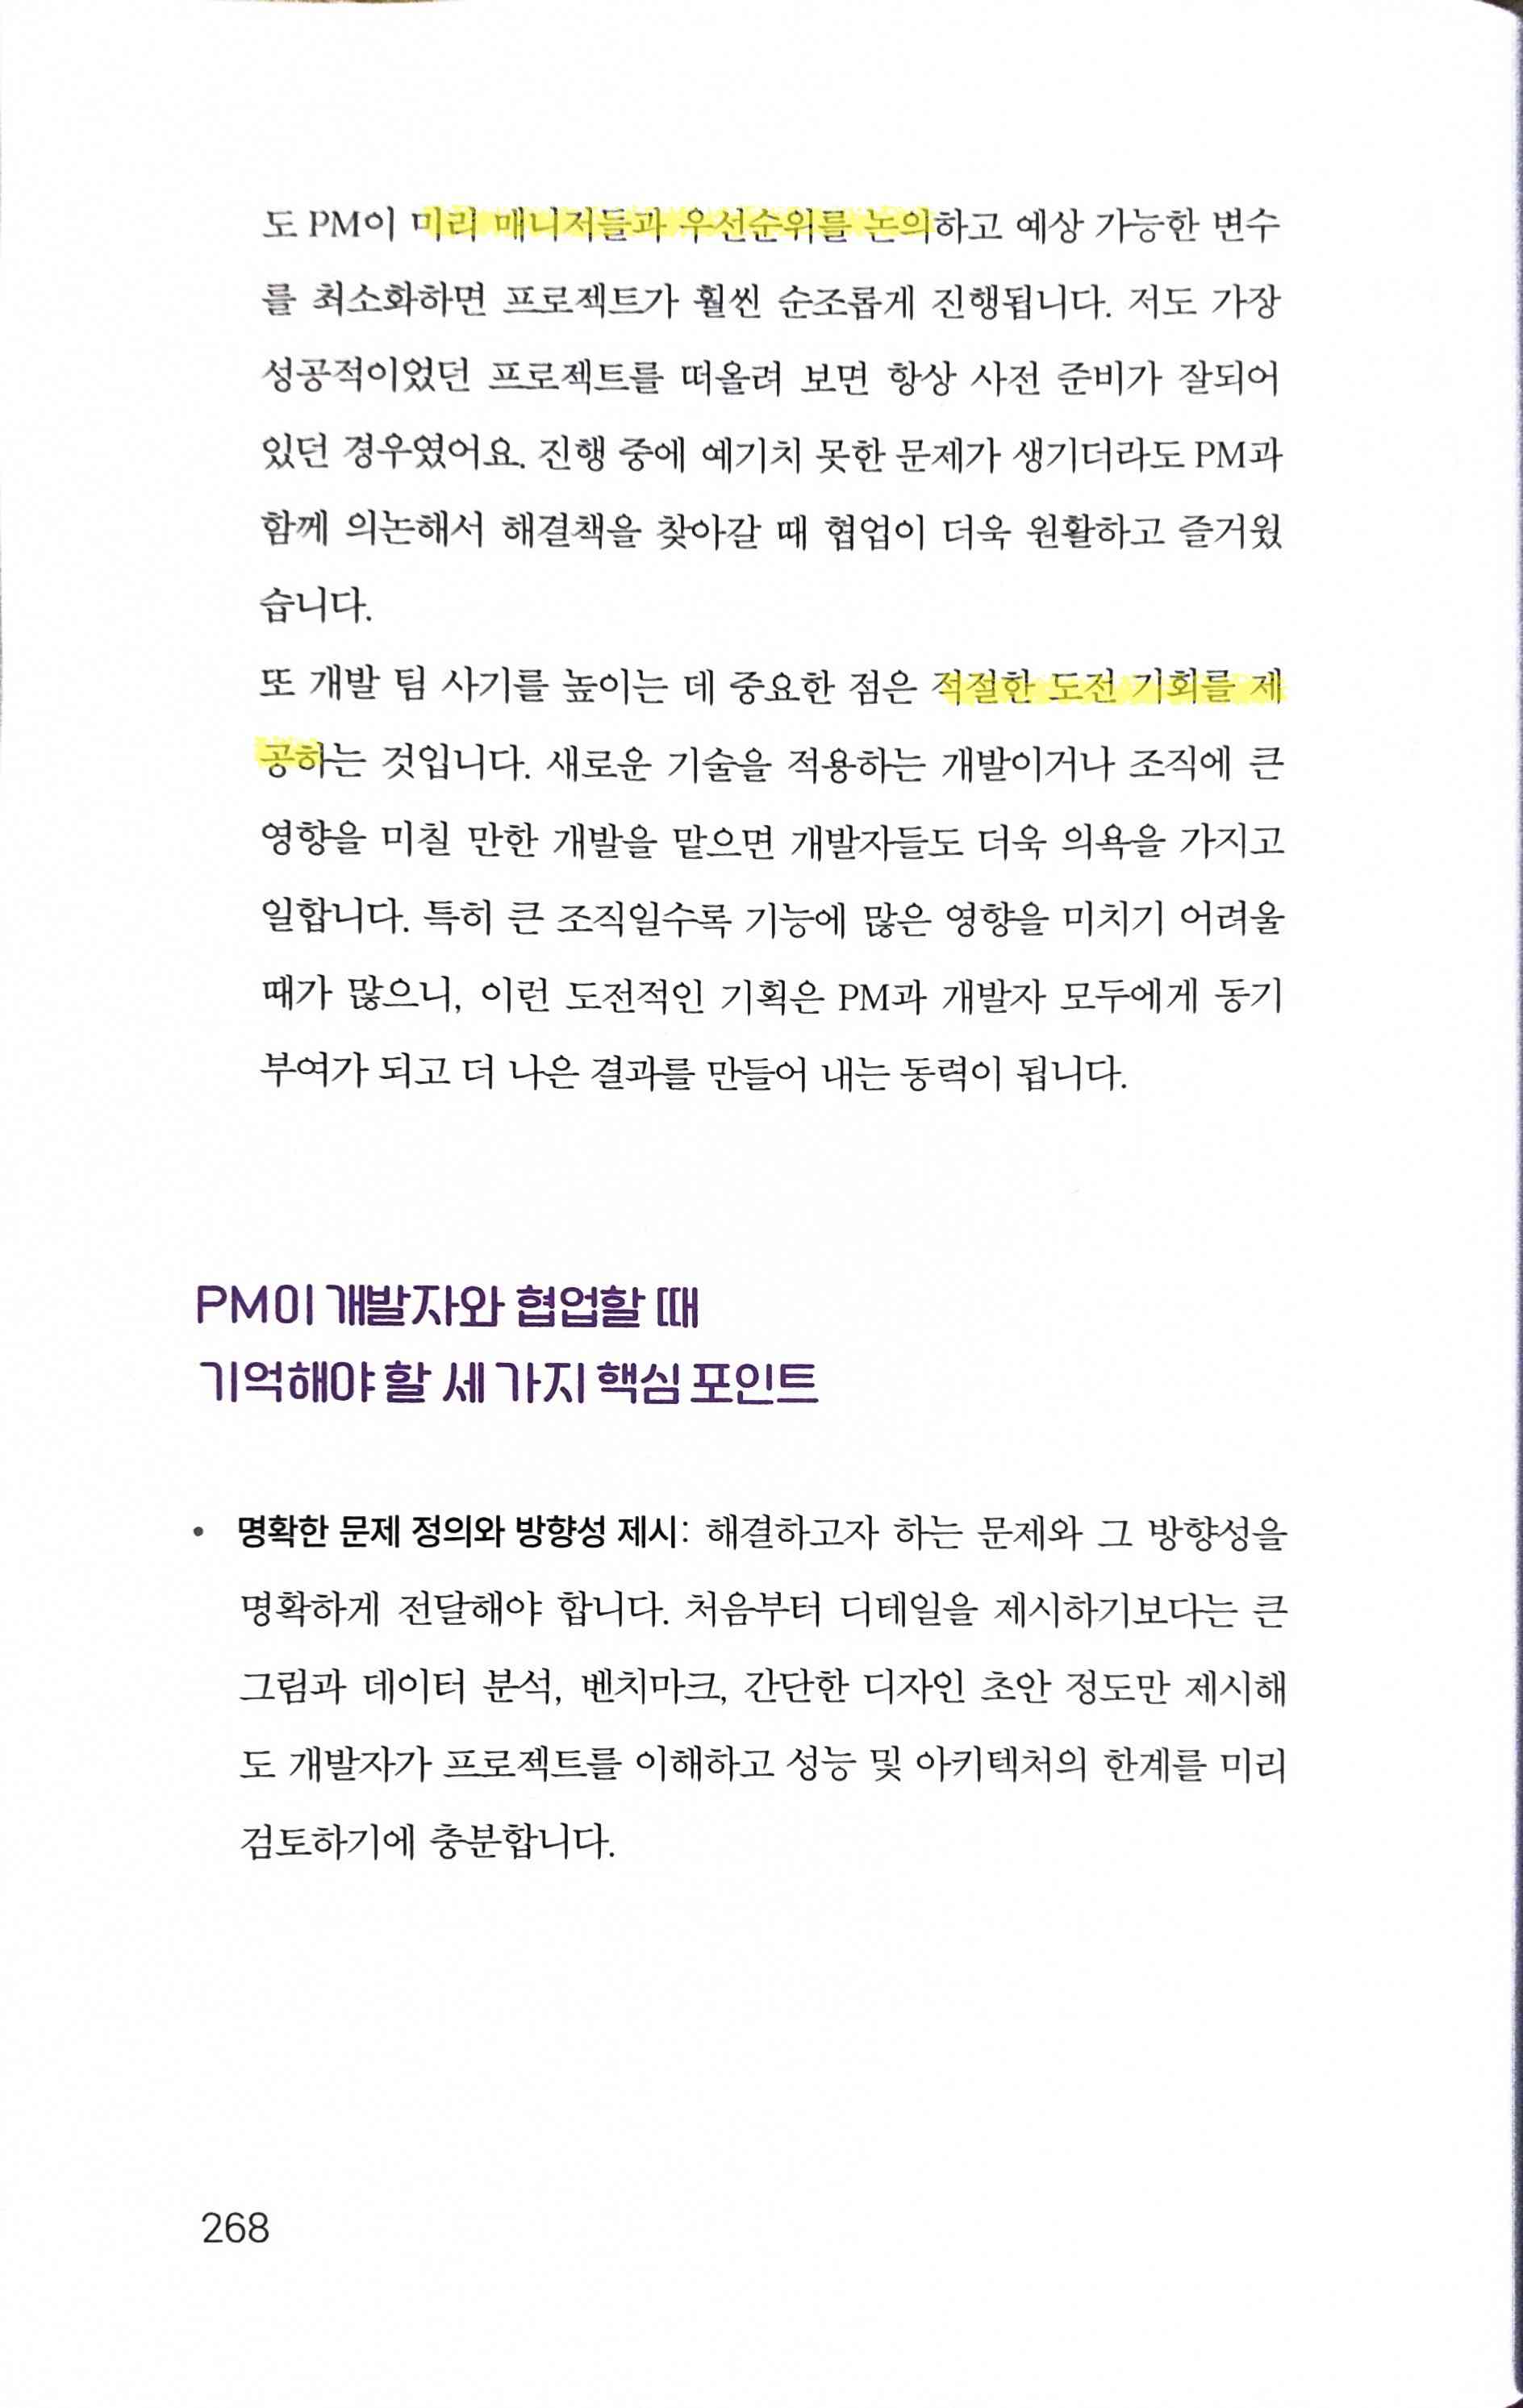 도 PM이 미리 매니저들과 우선순위를 논의하고 예상 가능한 변수
를 최소화하면 프로젝트가 훨씬 순조롭게 진행됩니다. 저도 가장
성공적이었던 프로젝트를 떠올려 보면 항상 사전 준비가 잘되어
있던 경우였어요. 진행 중에 예기치 못한 문제가 생기더라도 PM과
함께 의논해서 해결책을 찾아갈 때 협업이 더욱 원활하고 즐거웠
습니다.
또 개발 팀 사기를 높이는 데 중요한 점은 적절한 도전 기회를 제
공하는 것입니다. 새로운 기술을 적용하는 개발이거나 조직에 큰
영향을 미칠 만한 개발을 맡으면 개발자들도 더욱 의욕을 가지고
일합니다. 특히 큰 조직일수록 기능에 많은 영향을 미치기 어려울
때가 많으니, 이런 도전적인 기획은 PM과 개발자 모두에게 동기
부여가 되고 더 나은 결과를 만들어 내는 동력이 됩니다.
PM이 개발자와 협업할 때
기억해야 할 세 가지 핵심 포인트
• 명확한 문제 정의와 방향성 제시: 해결하고자 하는 문제와 그 방향성을
명확하게 전달해야 합니다. 처음부터 디테일을 제시하기보다는 큰
그림과 데이터 분석, 벤치마크, 간단한 디자인 초안 정도만 제시해
도 개발자가 프로젝트를 이해하고 성능 및 아키텍처의 한계를 미리
검토하기에 충분합니다.
268